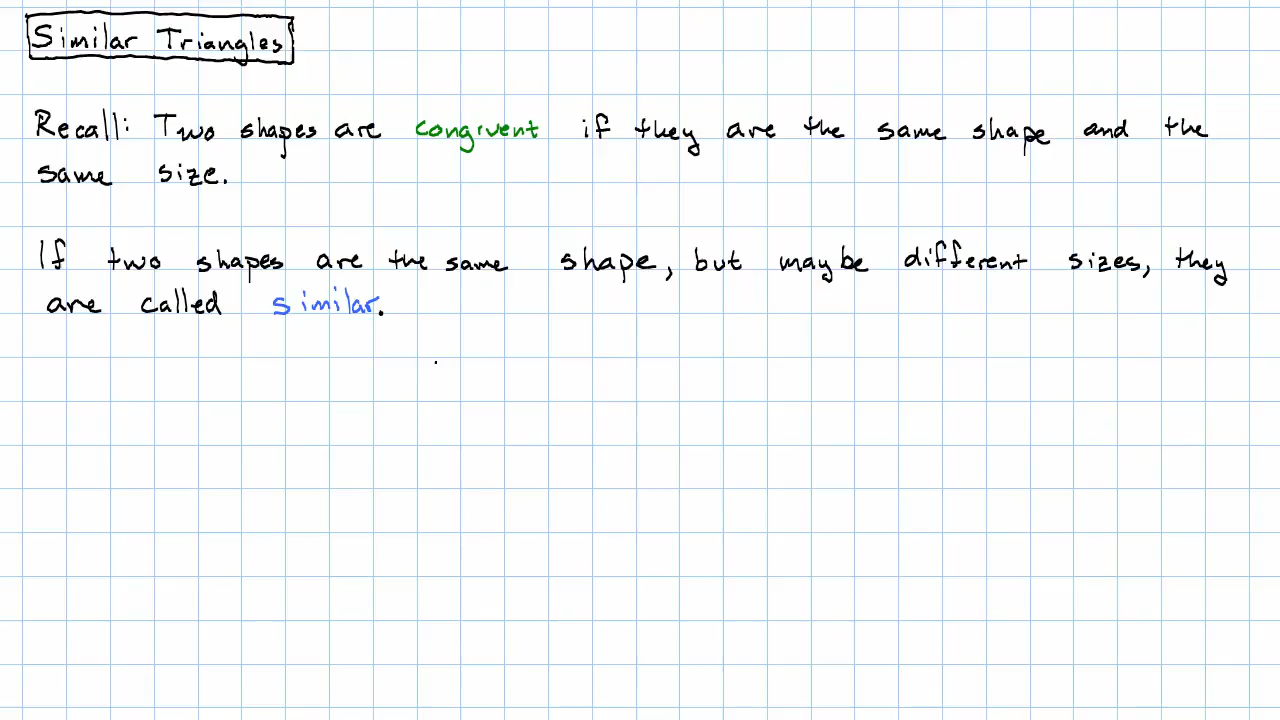 Similar Triangles
Recall: Two shapes are congruent if they are the same shape and the
same size.
If two shapes are the same shape, but maybe different sizes, they
are called similar.